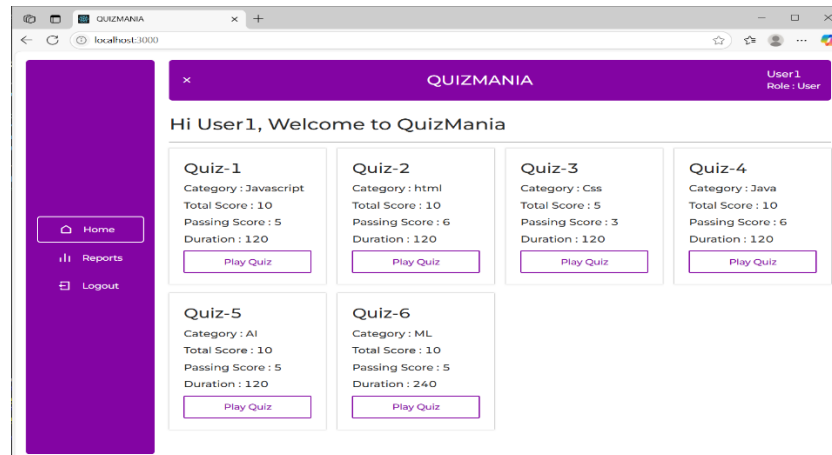 QUIZMANIA
localhost:3000
QUIZMANIA
User1
Role : User
Home
Reports
Logout
Hi User1, Welcome to QuizMania
Quiz-1
Category : Javascript
Total Score : 10
Passing Score : 5
Duration : 120
Play Quiz
Quiz-2
Category : html
Total Score : 10
Passing Score : 6
Duration : 120
Play Quiz
Quiz-3
Category : Css
Total Score : 5
Passing Score : 3
Duration : 120
Play Quiz
Quiz-4
Category : Java
Total Score : 10
Passing Score : 6
Duration : 120
Play Quiz
Quiz-5
Category : AI
Total Score : 10
Passing Score : 5
Duration : 120
Play Quiz
Quiz-6
Category : ML
Total Score : 10
Passing Score : 5
Duration : 240
Play Quiz